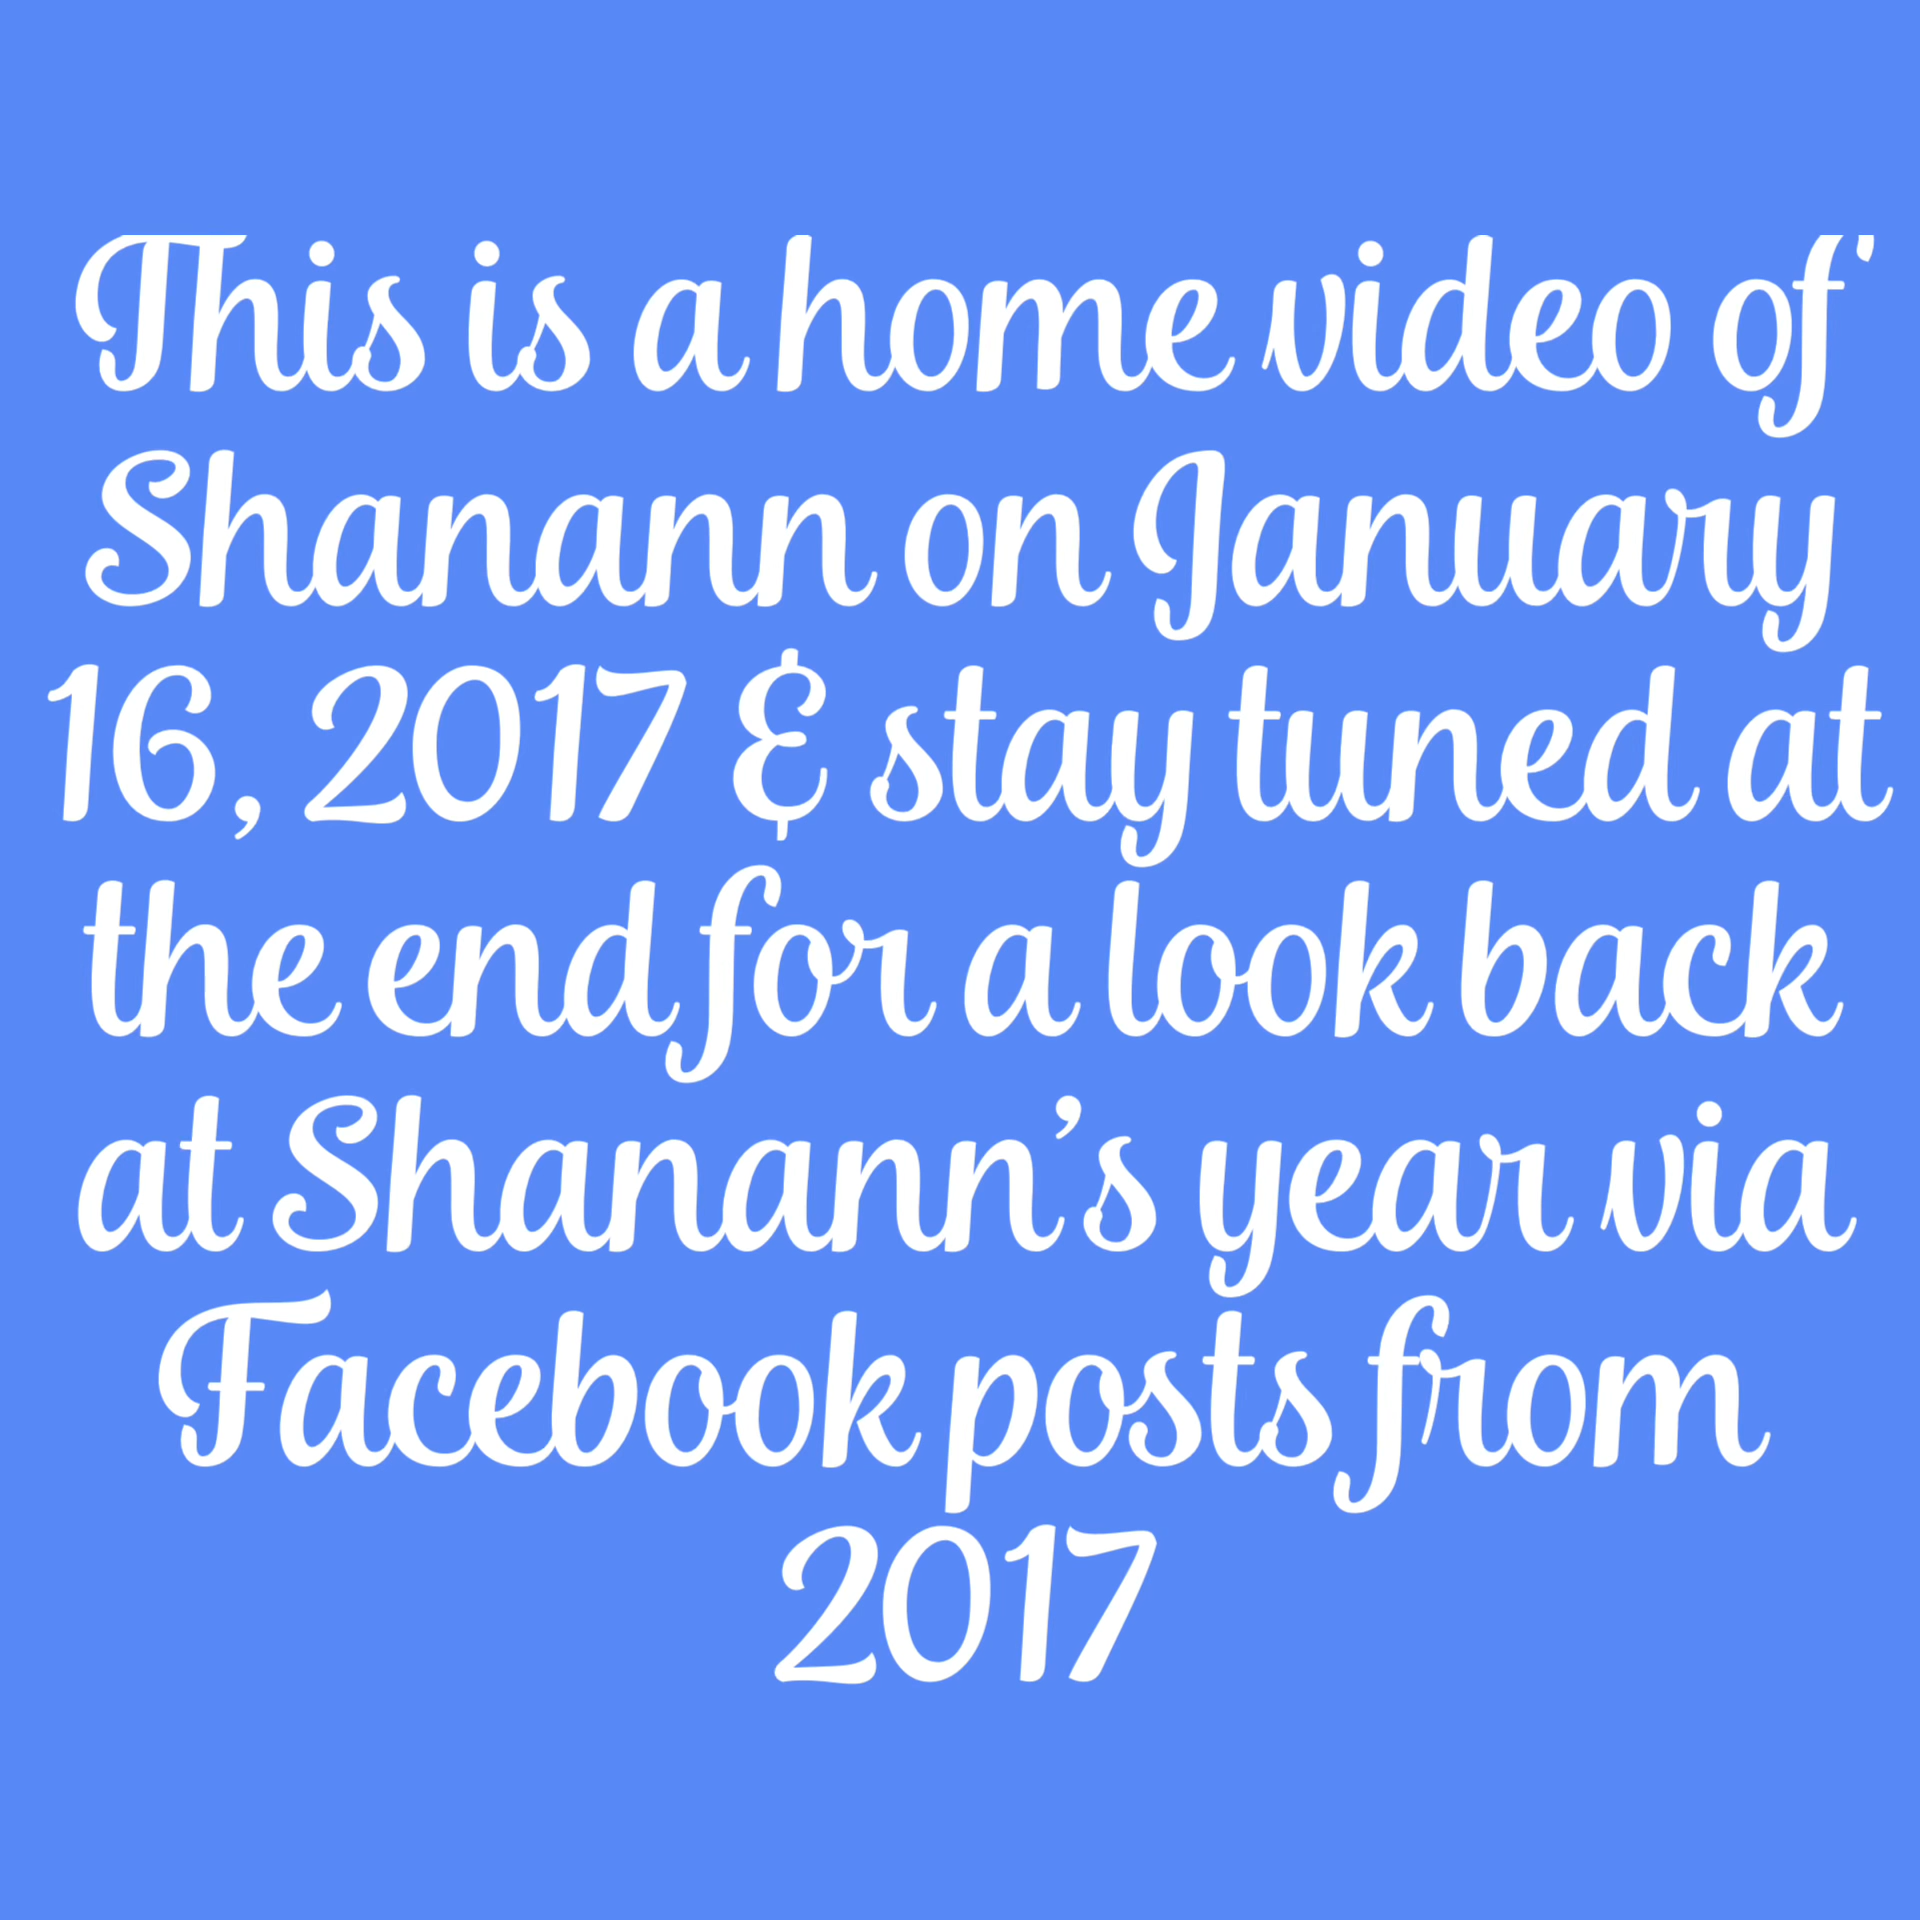 This is a home video of
Shanann on January
16, 2017 & stay tuned at
the end for a look back
at Shanann’s year via
Facebook posts from
2017